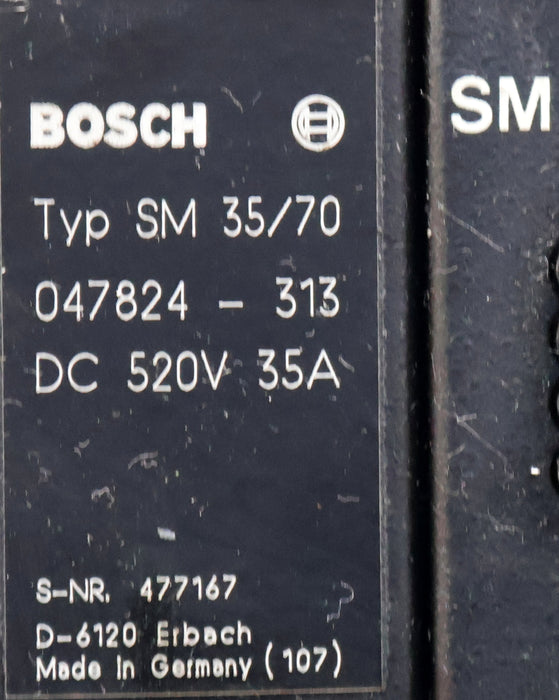 BOSCH
SM
Typ SM 35/70
047824 - 313
DC 520V 35A
S-NR. 477167
D-6120 Erbach
Made in Germany (107)